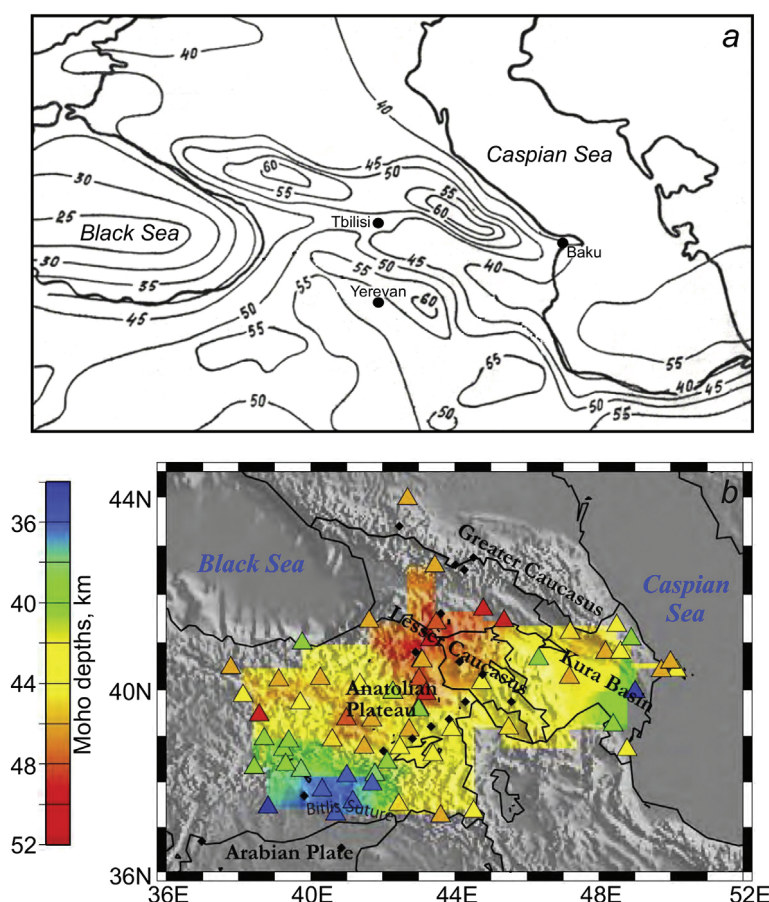 a
40
40
45
50
60
55
55
60
Caspian Sea
30
25
Black Sea
Tbilisi
Baku
50
45
40
55
30
35
45
55
Yerevan
60
50
55
65
55
50
50
50
55
40
45
b
44N
40N
36N
36E
40E
44E
48E
52E
36
40
44
48
52
Moho depths, km
Black Sea
Greater Caucasus
Caspian
Sea
Lesser Caucasus
Kura Basin
Anatolian
Plateau
Bitlis Suture
Arabian Plate